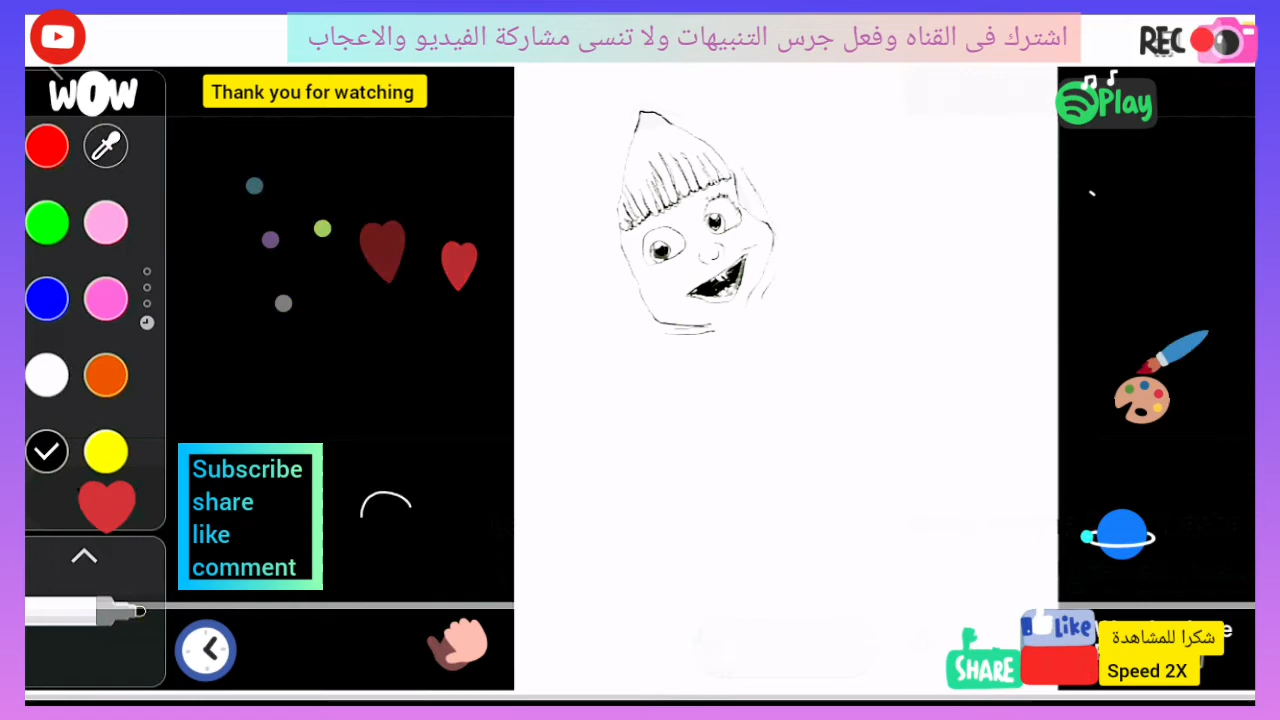 اشترك فى القناه وفعل جرس التنبيهات ولا تنسى مشاركة الفيديو والاعجاب
REC
WOW
Thank you for watching
Play
Subscribe
share
like
comment
Like
SHARE
شكرا للمشاهدة
Speed 2X